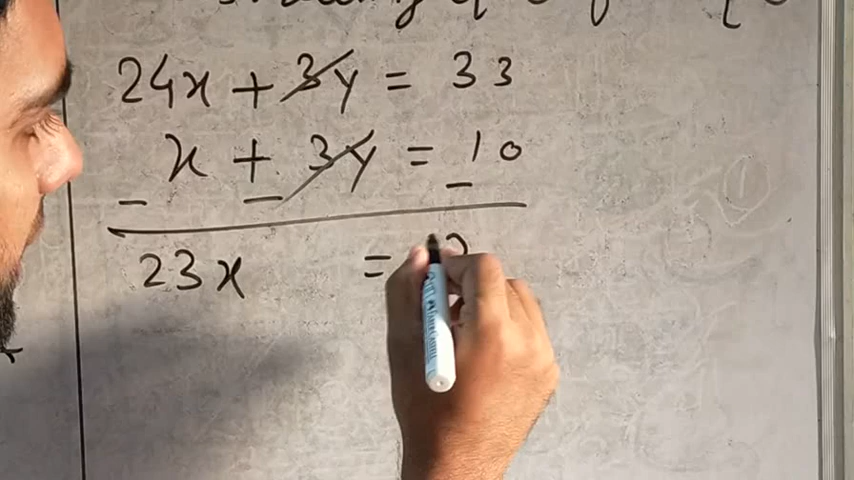 24x + 3y = 33
x + 3y = 10
- - -
23x =